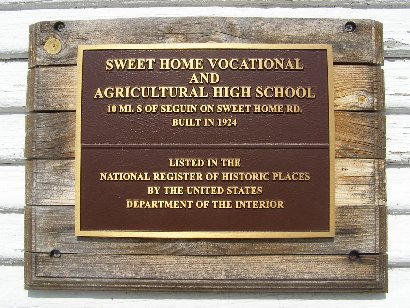 SWEET HOME VOCATIONAL
AND
AGRICULTURAL HIGH SCHOOL
10 MI. S OF SEGUIN ON SWEET HOME RD.
BUILT IN 1924
LISTED IN THE
NATIONAL REGISTER OF HISTORIC PLACES
BY THE UNITED STATES
DEPARTMENT OF THE INTERIOR